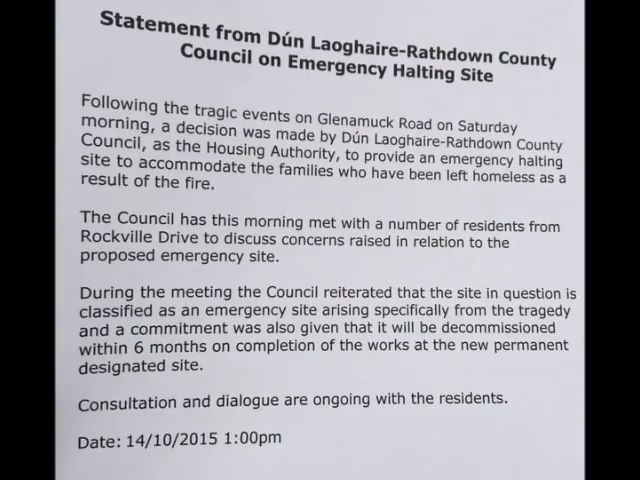 Statement from Dún Laoghaire-Rathdown County
Council on Emergency Halting Site
Following the tragic events on Glenamuck Road on Saturday
morning, a decision was made by Dún Laoghaire-Rathdown County
Council, as the Housing Authority, to provide an emergency halting
site to accommodate the families who have been left homeless as a
result of the fire.
The Council has this morning met with a number of residents from
Rockville Drive to discuss concerns raised in relation to the
proposed emergency site.
During the meeting the Council reiterated that the site in question is
classified as an emergency site arising specifically from the tragedy
and a commitment was also given that it will be decommissioned
within 6 months on completion of the works at the new permanent
designated site.
Consultation and dialogue are ongoing with the residents.
Date: 14/10/2015 1:00pm